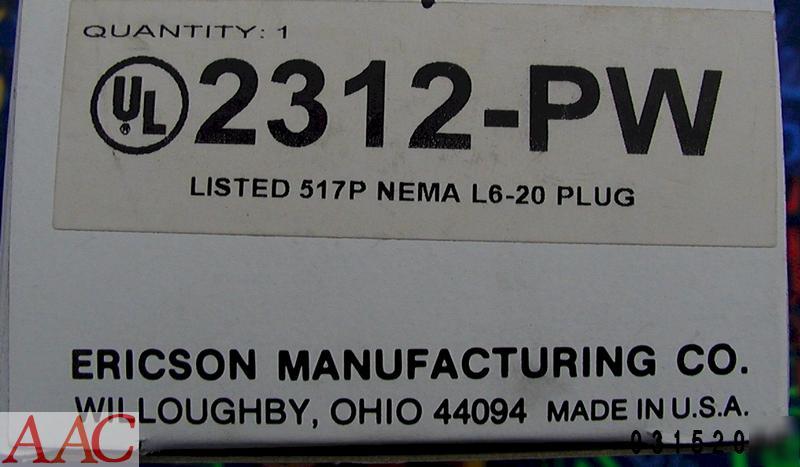 QUANTITY: 1
UL 2312-PW
LISTED 517P NEMA L6-20 PLUG
ERICSON MANUFACTURING CO.
WILLOUGHBY, OHIO 44094 MADE IN U.S.A.
AAC
031520